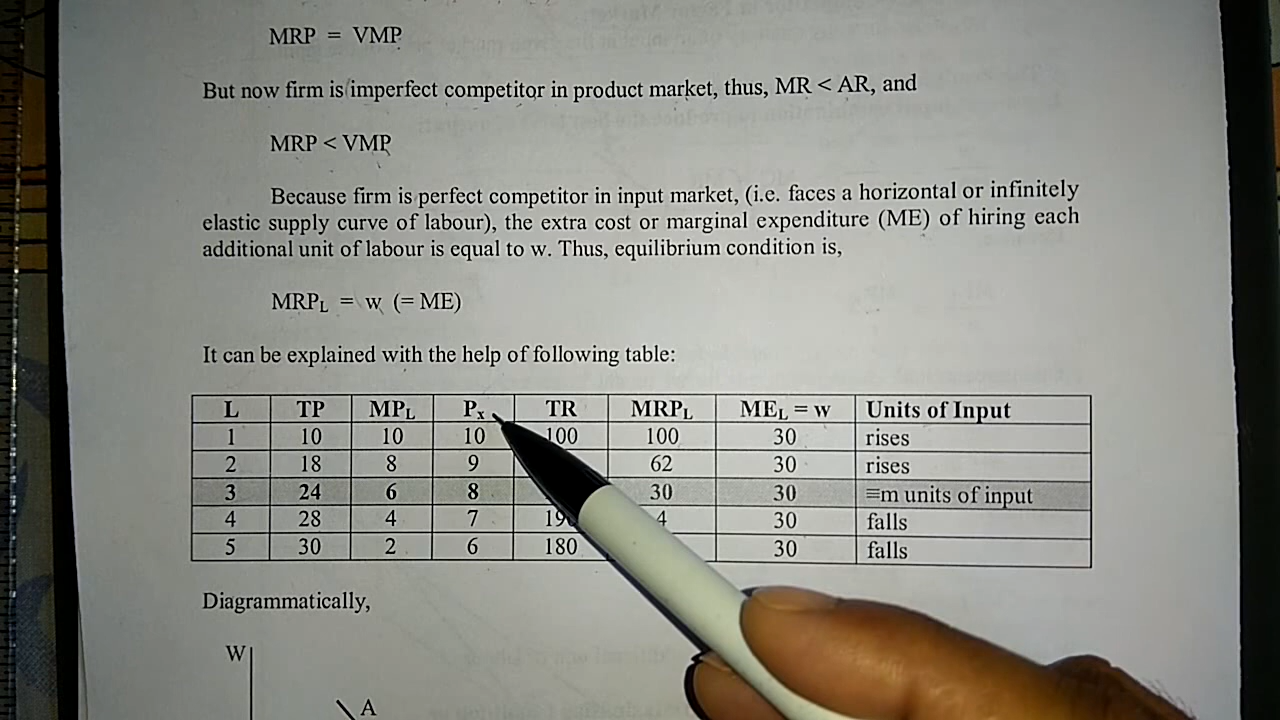 MRP = VMP
But now firm is imperfect competitor in product market, thus, MR < AR, and
MRP < VMP
Because firm is perfect competitor in input market, (i.e. faces a horizontal or infinitely
elastic supply curve of labour), the extra cost or marginal expenditure (ME) of hiring each
additional unit of labour is equal to w. Thus, equilibrium condition is,
MRPL = w (= ME)
It can be explained with the help of following table:
L TP MPL Px TR MRPL MEL = w Units of Input
1 10 10 10 100 100 30 rises
2 18 8 9 62 30 rises
3 24 6 8 30 30 ≡m units of input
4 28 4 7 4 30 falls
5 30 2 6 180 30 falls
Diagrammatically,
W
A